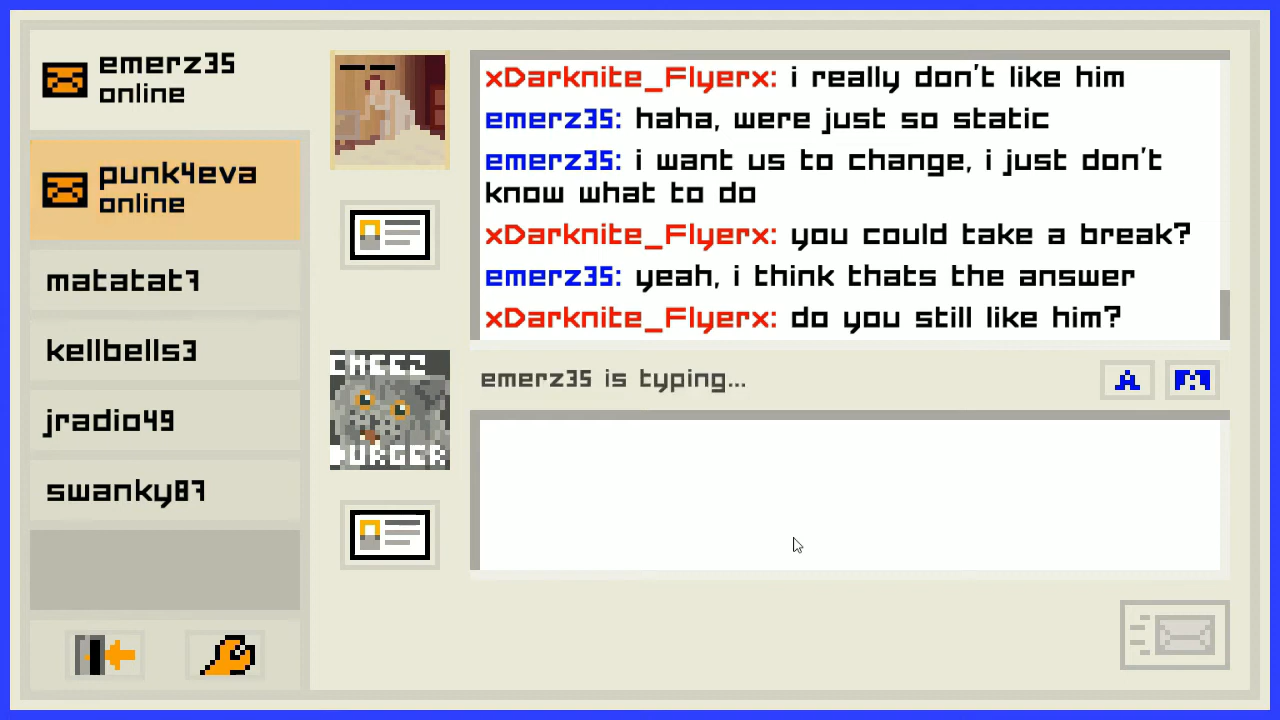 emerz35
online
punk4eva
online
matatat7
kellbells3
jradio49
swanky87
xDarknite_Flyerx: i really don't like him
emerz35: haha, were just so static
emerz35: i want us to change, i just don't
know what to do
xDarknite_Flyerx: you could take a break?
emerz35: yeah, i think thats the answer
xDarknite_Flyerx: do you still like him?
CHEEZ
BURGER
emerz35 is typing...
A